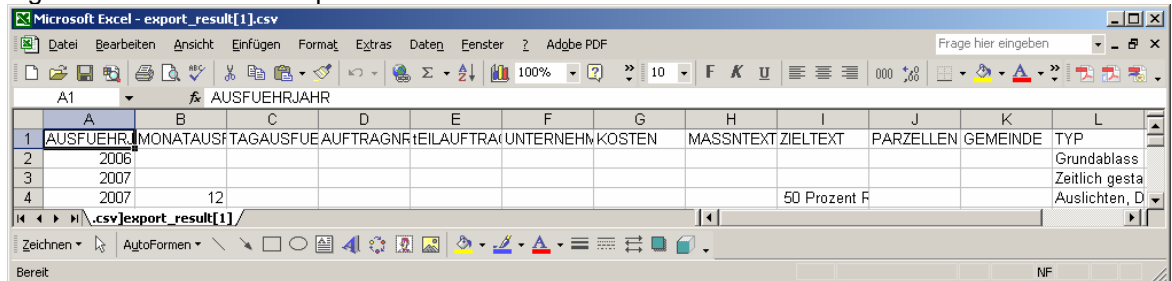 Microsoft Excel - export_result[1].csv
Datei Bearbeiten Ansicht Einfügen Format Extras Daten Fenster ? Adobe PDF Frage hier eingeben
100% 10 F K U 000
A1 fx AUSFUEHRJAHR
A B C D E F G H I J K L
1 AUSFUEHRJ MONATAUSF TAGAUSFUE AUFTRAGNR tEILAUFTRAG UNTERNEHM KOSTEN MASSNTEXT ZIELTEXT PARZELLEN GEMEINDE TYP
2 2006 Grundablass
3 2007 Zeitlich gesta
4 2007 12 50 Prozent R Auslichten, D
.csv]export_result[1]
Zeichnen AutoFormen
Bereit NF